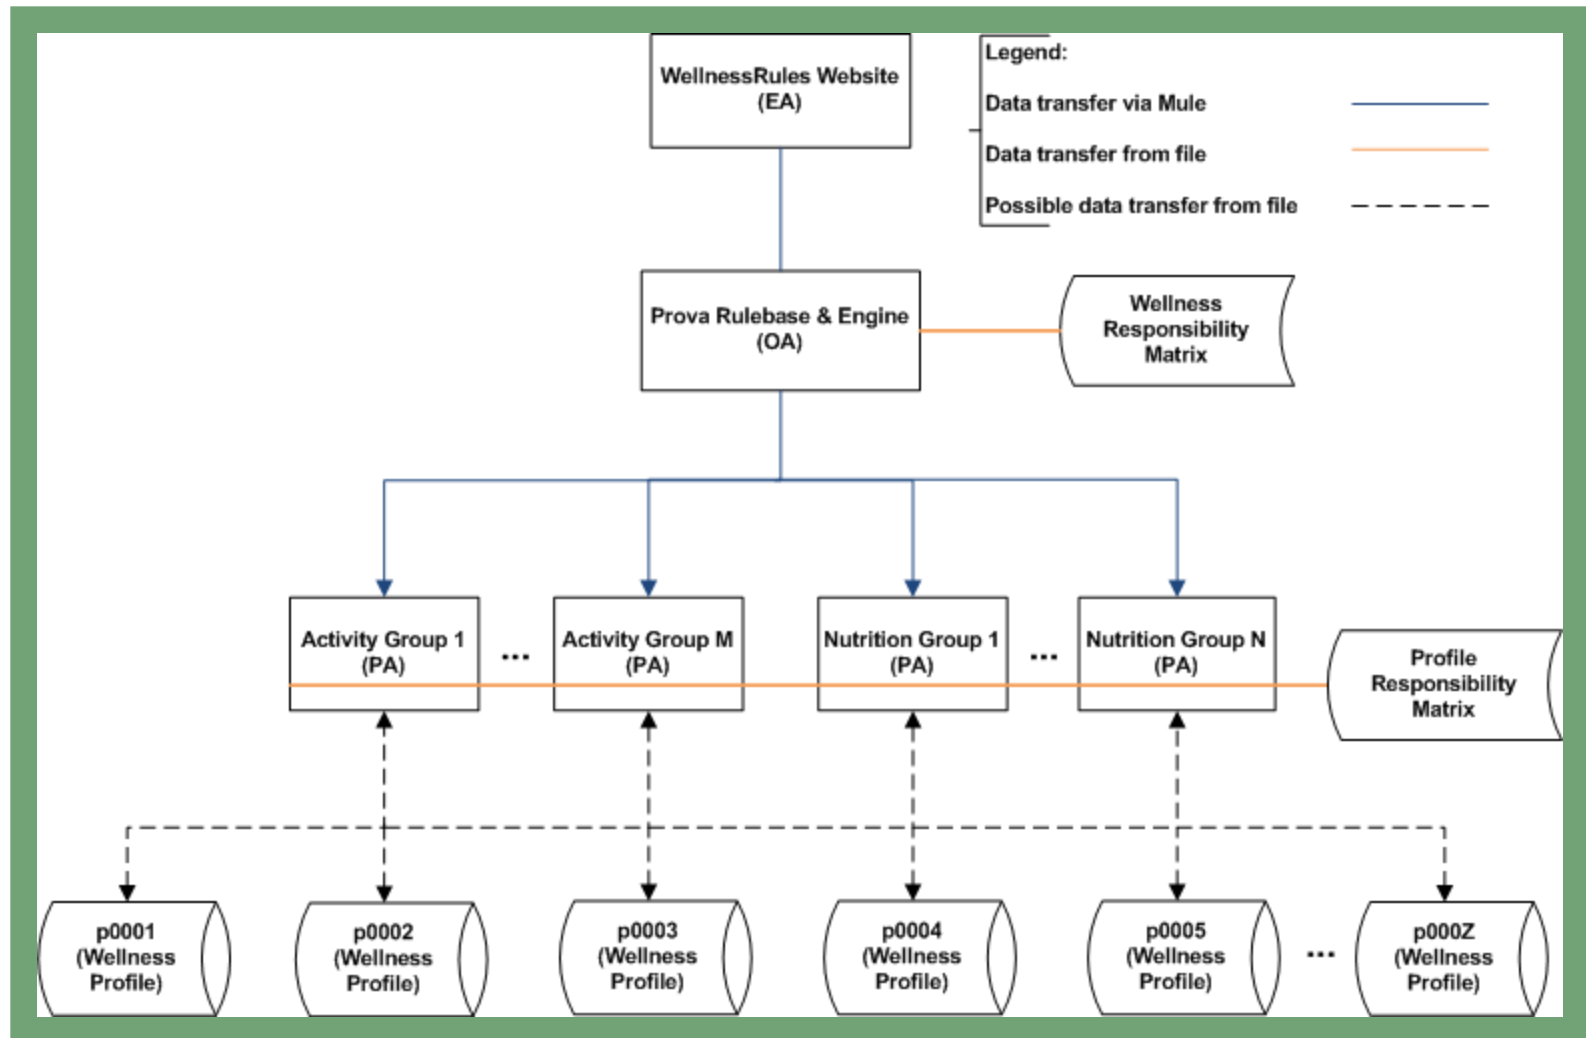 WellnessRules Website
(EA)
Legend:
Data transfer via Mule
Data transfer from file
Possible data transfer from file
Prova Rulebase & Engine
(OA)
Wellness
Responsibility
Matrix
Activity Group 1
(PA)
...
Activity Group M
(PA)
Nutrition Group 1
(PA)
...
Nutrition Group N
(PA)
Profile
Responsibility
Matrix
p0001
(Wellness
Profile)
p0002
(Wellness
Profile)
p0003
(Wellness
Profile)
p0004
(Wellness
Profile)
p0005
(Wellness
Profile)
...
p000Z
(Wellness
Profile)